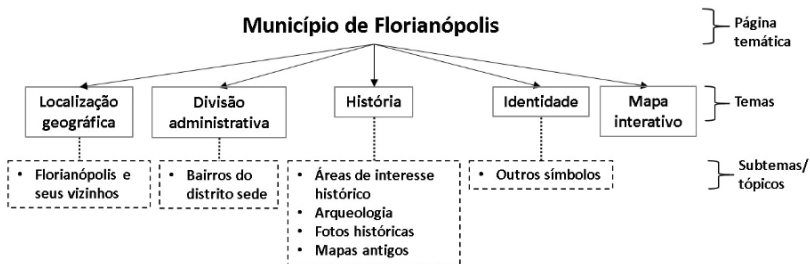 Município de Florianópolis
Página
temática
Localização
geográfica
Divisão
administrativa
História
Identidade
Mapa
interativo
Temas
• Florianópolis e
seus vizinhos
• Bairros do
distrito sede
• Áreas de interesse
histórico
• Arqueologia
• Fotos históricas
• Mapas antigos
• Outros símbolos
Subtemas/
tópicos